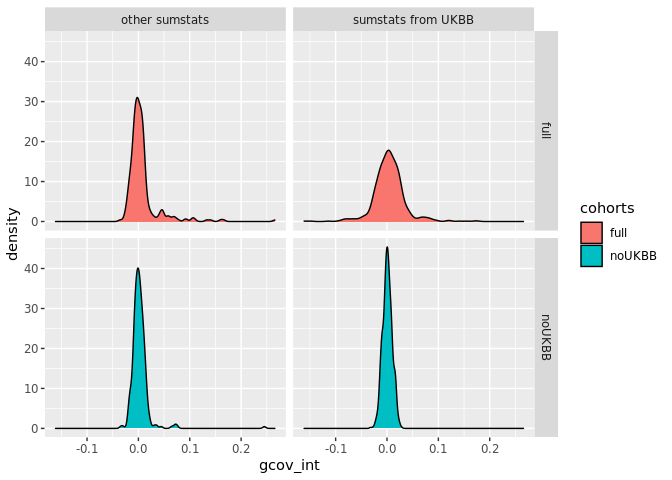 other sumstats
sumstats from UKBB
40
30
20
10
0
full
40
30
20
10
0
noUKBB
density
-0.1
0.0
0.1
0.2
-0.1
0.0
0.1
0.2
gcov_int
cohorts
full
noUKBB